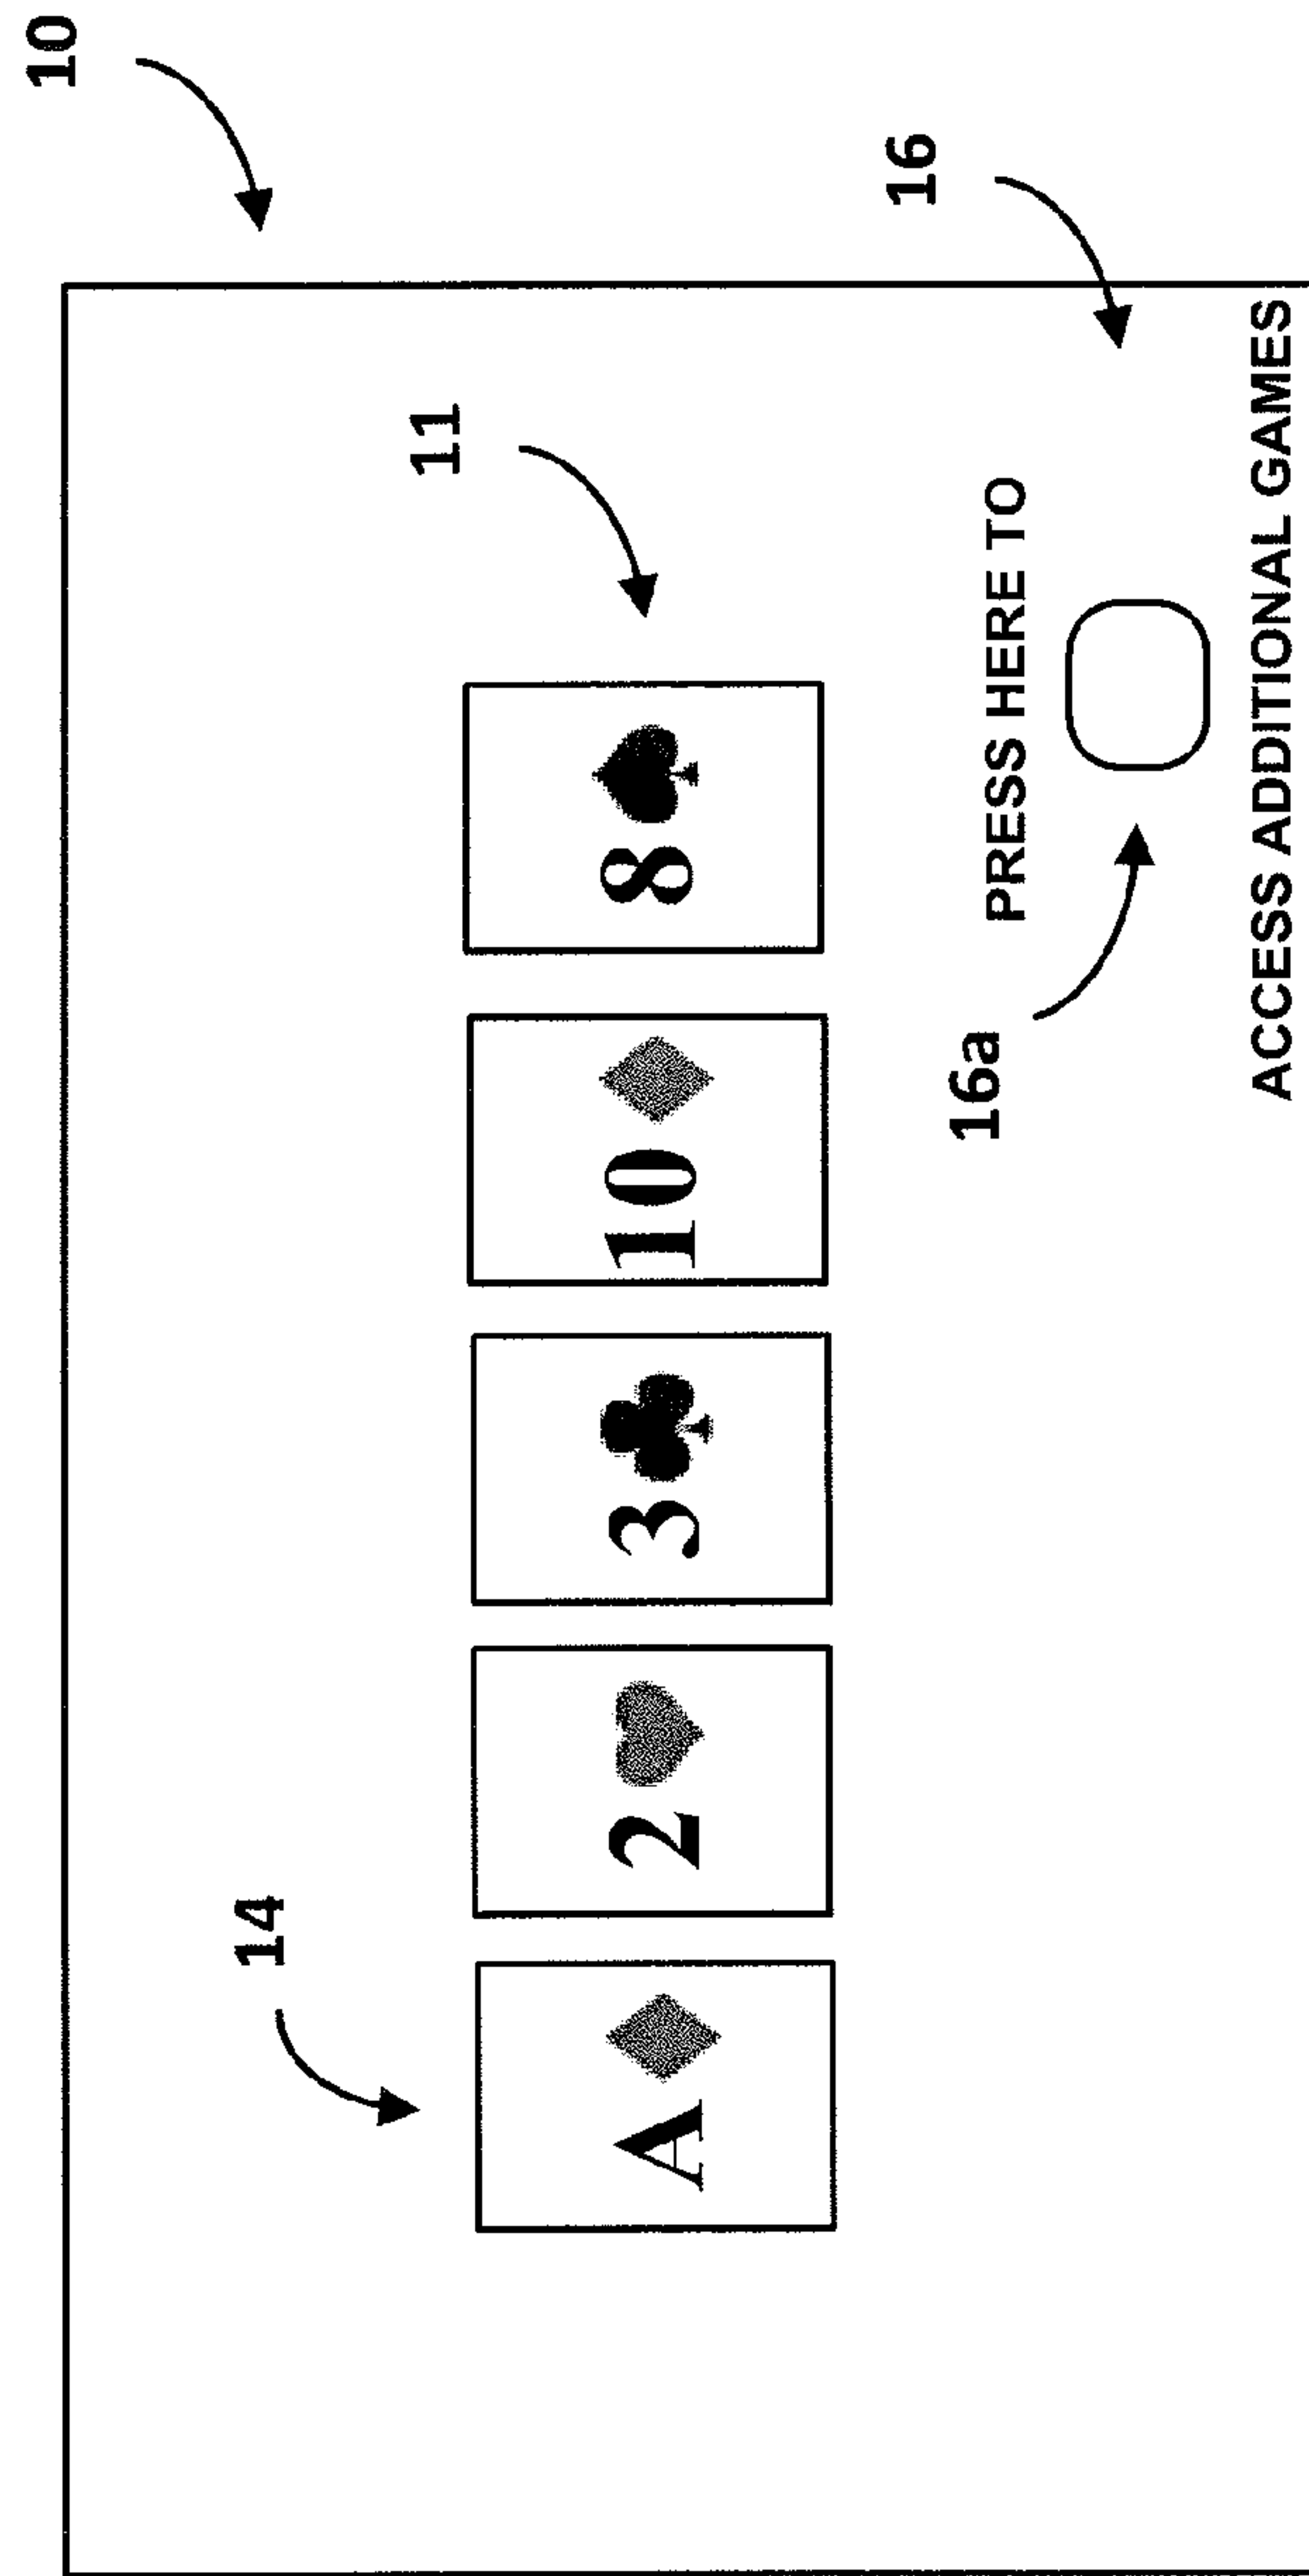 10
14
11
A♦ 2♥ 3♣ 10♦ 8♠
16
16a
PRESS HERE TO
ACCESS ADDITIONAL GAMES